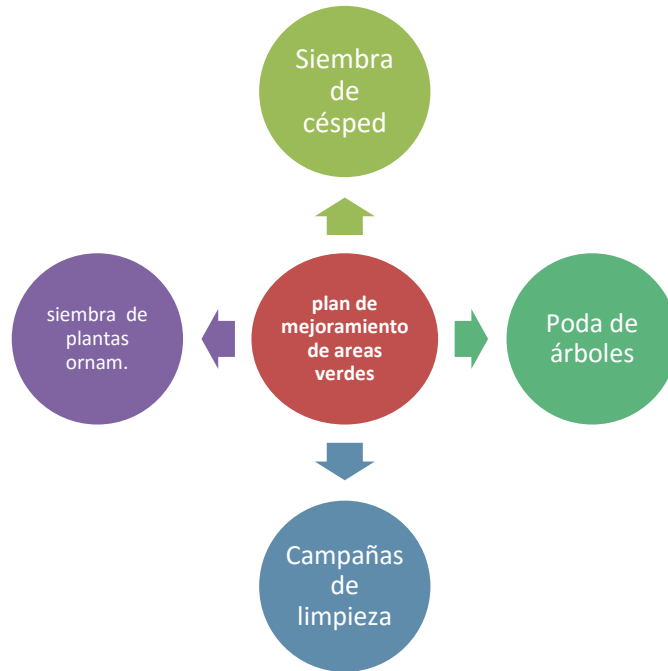 Siembra
de
césped
siembra de
plantas
ornam.
plan de
mejoramiento
de areas
verdes
Poda de
árboles
Campañas
de
limpieza